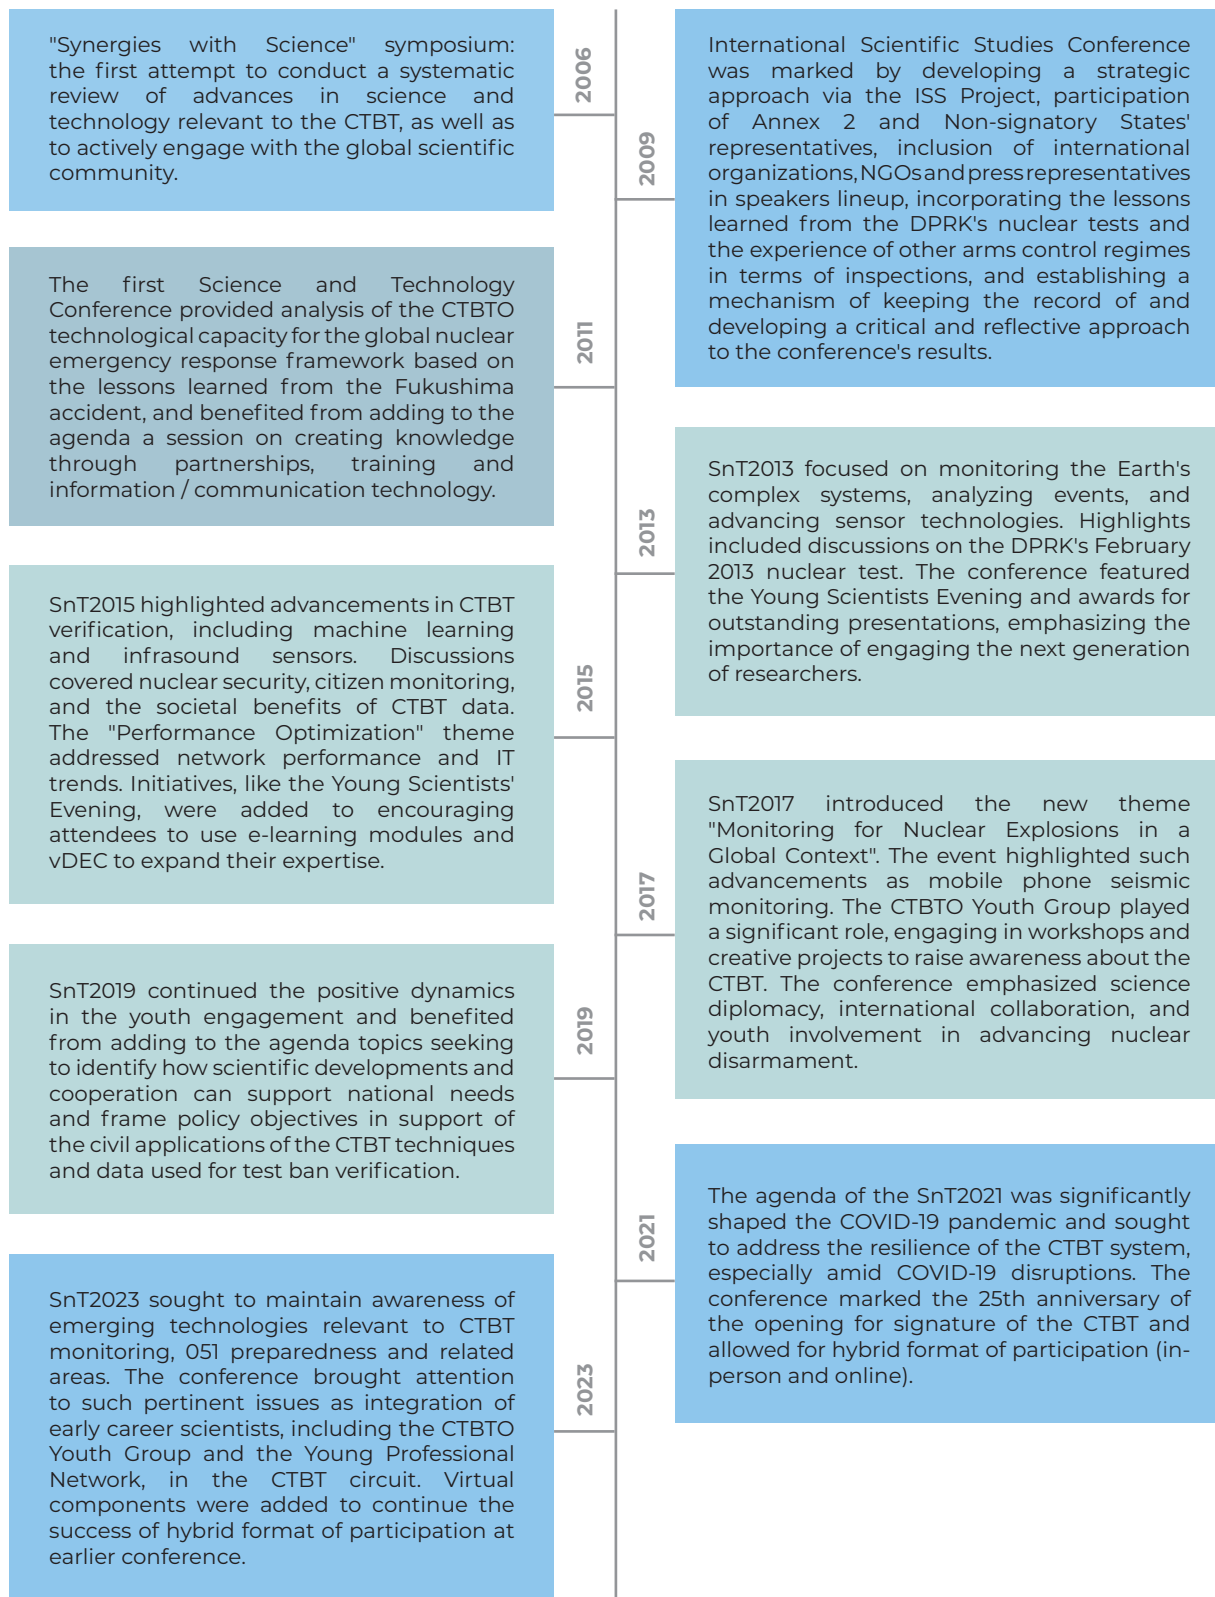 2006
"Synergies with Science" symposium:
the first attempt to conduct a systematic
review of advances in science and
technology relevant to the CTBT, as well as
to actively engage with the global scientific
community.
2009
International Scientific Studies Conference
was marked by developing a strategic
approach via the ISS Project, participation
of Annex 2 and Non-signatory States'
representatives, inclusion of international
organizations, NGOs and press representatives
in speakers lineup, incorporating the lessons
learned from the DPRK's nuclear tests and
the experience of other arms control regimes
in terms of inspections, and establishing a
mechanism of keeping the record of and
developing a critical and reflective approach
to the conference's results.
2011
The first Science and Technology
Conference provided analysis of the CTBTO
technological capacity for the global nuclear
emergency response framework based on
the lessons learned from the Fukushima
accident, and benefited from adding to the
agenda a session on creating knowledge
through partnerships, training and
information / communication technology.
2013
SnT2013 focused on monitoring the Earth's
complex systems, analyzing events, and
advancing sensor technologies. Highlights
included discussions on the DPRK's February
2013 nuclear test. The conference featured
the Young Scientists Evening and awards for
outstanding presentations, emphasizing the
importance of engaging the next generation
of researchers.
2015
SnT2015 highlighted advancements in CTBT
verification, including machine learning
and infrasound sensors. Discussions
covered nuclear security, citizen monitoring,
and the societal benefits of CTBT data.
The "Performance Optimization" theme
addressed network performance and IT
trends. Initiatives, like the Young Scientists'
Evening, were added to encouraging
attendees to use e-learning modules and
vDEC to expand their expertise.
2017
SnT2017 introduced the new theme
"Monitoring for Nuclear Explosions in a
Global Context". The event highlighted such
advancements as mobile phone seismic
monitoring. The CTBTO Youth Group played
a significant role, engaging in workshops and
creative projects to raise awareness about the
CTBT. The conference emphasized science
diplomacy, international collaboration, and
youth involvement in advancing nuclear
disarmament.
2019
SnT2019 continued the positive dynamics
in the youth engagement and benefited
from adding to the agenda topics seeking
to identify how scientific developments and
cooperation can support national needs
and frame policy objectives in support of
the civil applications of the CTBT techniques
and data used for test ban verification.
2021
The agenda of the SnT2021 was significantly
shaped the COVID-19 pandemic and sought
to address the resilience of the CTBT system,
especially amid COVID-19 disruptions. The
conference marked the 25th anniversary of
the opening for signature of the CTBT and
allowed for hybrid format of participation (in-
person and online).
2023
SnT2023 sought to maintain awareness of
emerging technologies relevant to CTBT
monitoring, 051 preparedness and related
areas. The conference brought attention
to such pertinent issues as integration of
early career scientists, including the CTBTO
Youth Group and the Young Professional
Network, in the CTBT circuit. Virtual
components were added to continue the
success of hybrid format of participation at
earlier conference.